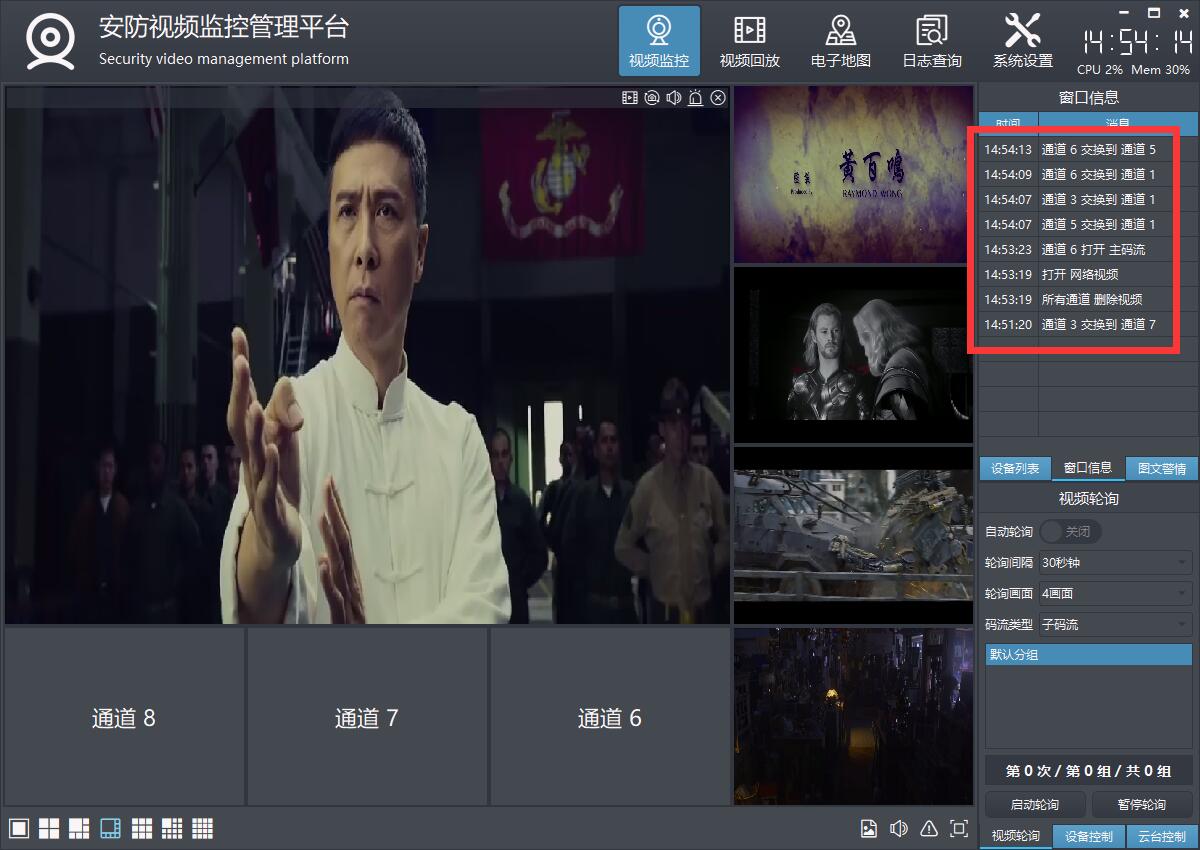 安防视频监控管理平台
Security video management platform
视频监控
视频回放
电子地图
日志查询
系统设置
14:54:14
CPU 2% Mem 30%
黃百鳴
監製
Produced by
RAYMOND WONG
窗口信息
时间 消息
14:54:13 通道 6 交换到 通道 5
14:54:09 通道 6 交换到 通道 1
14:54:07 通道 3 交换到 通道 1
14:54:07 通道 5 交换到 通道 1
14:53:23 通道 6 打开 主码流
14:53:19 打开 网络视频
14:53:19 所有通道 删除视频
14:51:20 通道 3 交换到 通道 7
设备列表 窗口信息 图文警情
视频轮询
自动轮询 关闭
轮询间隔 30秒钟
轮询画面 4画面
码流类型 子码流
默认分组
通道 8
通道 7
通道 6
第 0 次 / 第 0 组 / 共 0 组
启动轮询 暂停轮询
视频轮询 设备控制 云台控制